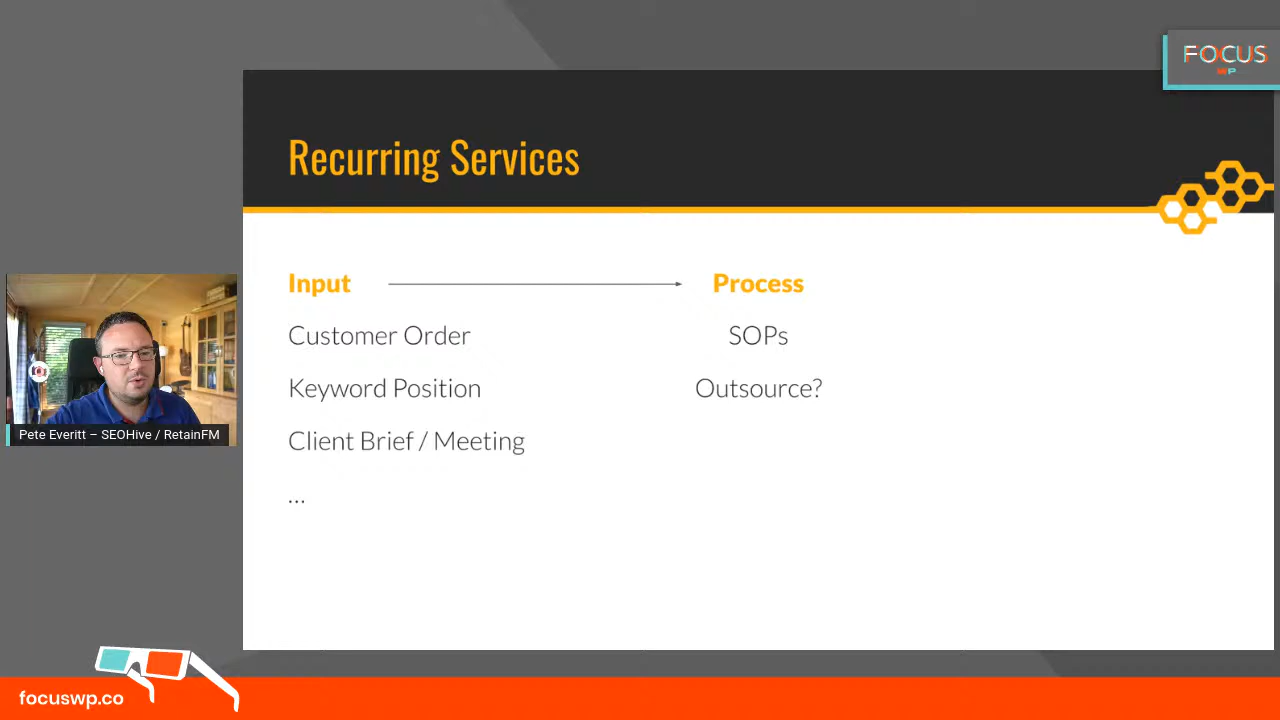 FOCUS
WP
Recurring Services
Input
Process
Customer Order
SOPs
Keyword Position
Outsource?
Client Brief / Meeting
...
Pete Everitt – SEOHive / RetainFM
focuswp.co